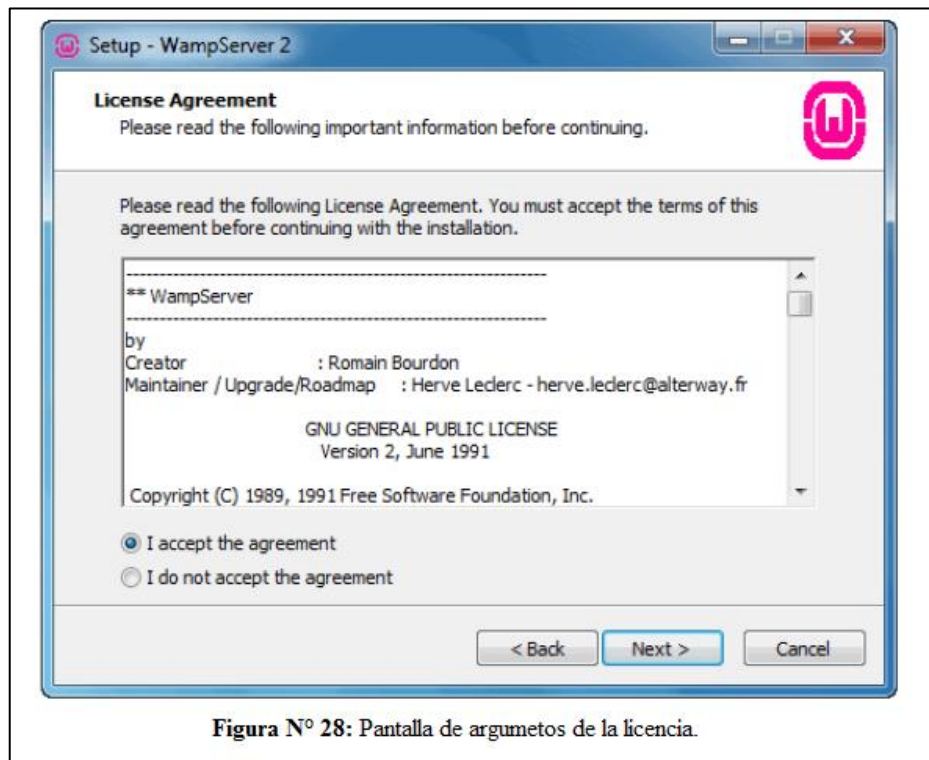 Setup - WampServer 2
License Agreement
Please read the following important information before continuing.
Please read the following License Agreement. You must accept the terms of this
agreement before continuing with the installation.
---------------------------------------------------------------
** WampServer
---------------------------------------------------------------
by
Creator : Romain Bourdon
Maintainer / Upgrade/Roadmap : Herve Leclerc - herve.leclerc@alterway.fr
GNU GENERAL PUBLIC LICENSE
Version 2, June 1991
Copyright (C) 1989, 1991 Free Software Foundation, Inc.
I accept the agreement
I do not accept the agreement
< Back Next > Cancel
Figura N° 28: Pantalla de argumetos de la licencia.